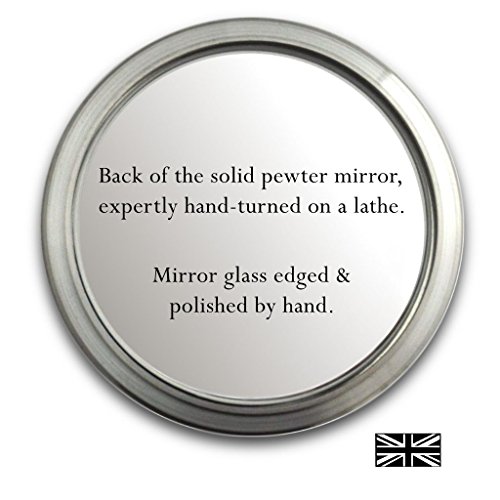 Back of the solid pewter mirror,
expertly hand-turned on a lathe.
Mirror glass edged &
polished by hand.